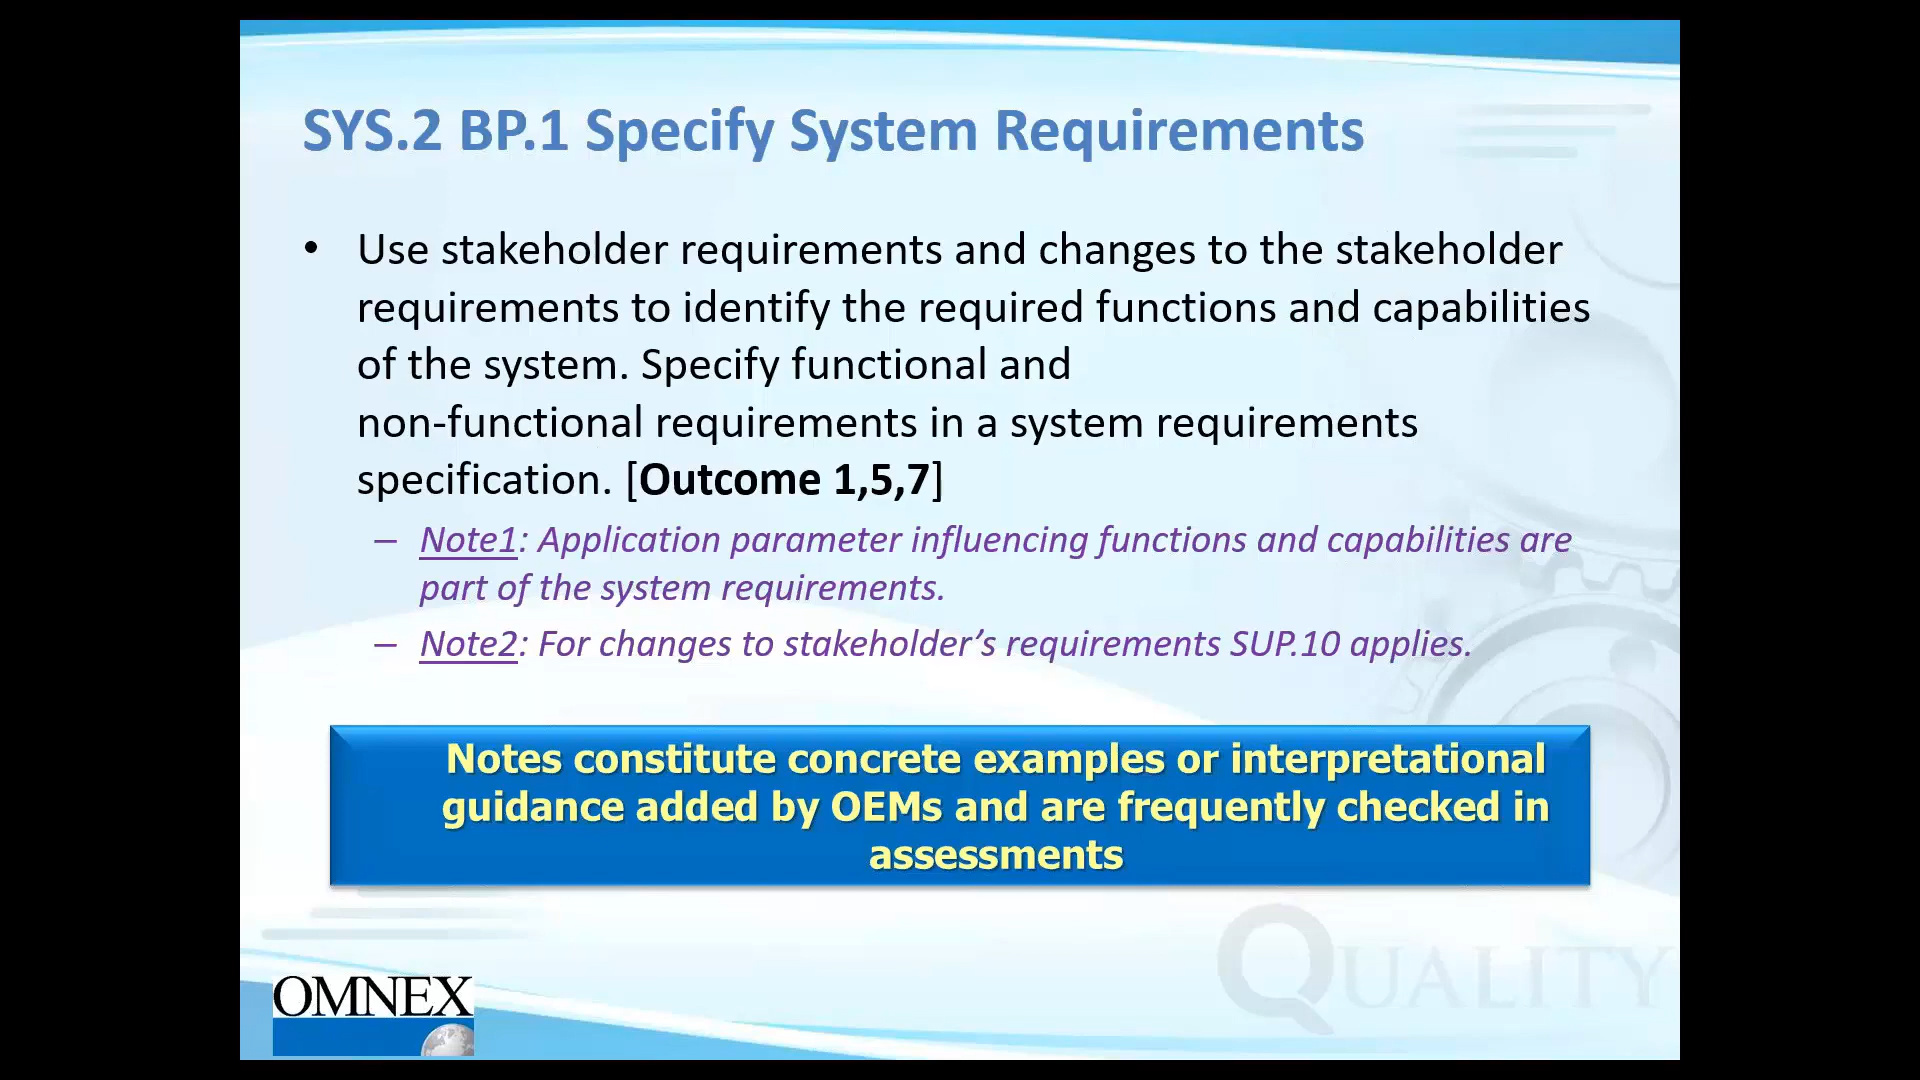 SYS.2 BP.1 Specify System Requirements
• Use stakeholder requirements and changes to the stakeholder
requirements to identify the required functions and capabilities
of the system. Specify functional and
non-functional requirements in a system requirements
specification. [Outcome 1,5,7]
– Note1: Application parameter influencing functions and capabilities are
part of the system requirements.
– Note2: For changes to stakeholder’s requirements SUP.10 applies.
Notes constitute concrete examples or interpretational
guidance added by OEMs and are frequently checked in
assessments
QUALITY
OMNEX